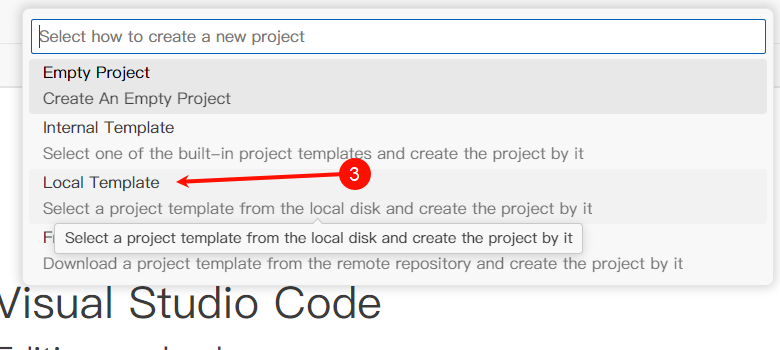 Select how to create a new project
Empty Project
Create An Empty Project
Internal Template
Select one of the built-in project templates and create the project by it
Local Template
3
Select a project template from the local disk and create the project by it
Select a project template from the local disk and create the project by it
Download a project template from the remote repository and create the project by it
Visual Studio Code